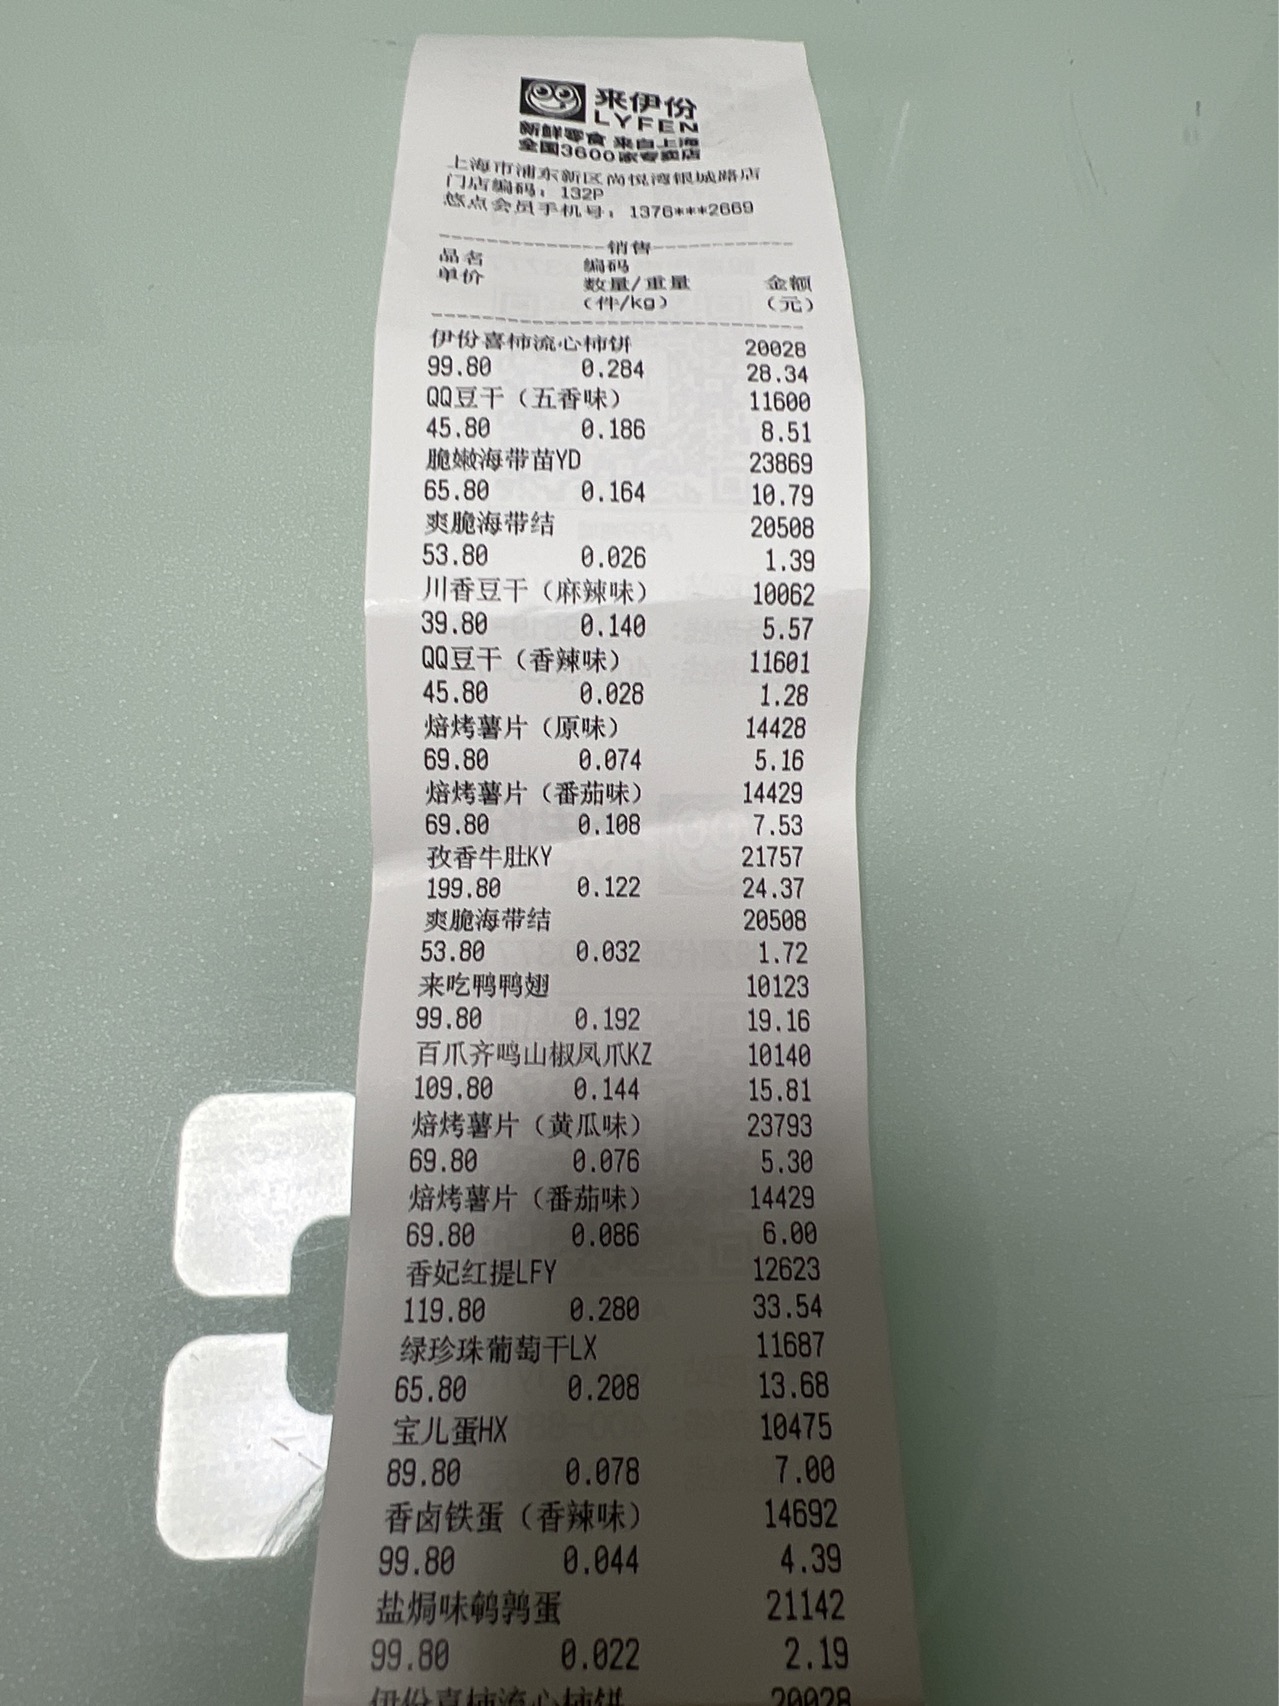 来伊份
LYFEN
新鲜零食 来自上海
全国3600家专卖店
上海市浦东新区尚悦湾银城路店
门店编码：132P
悠点会员手机号：1376***2669
------------销售------------
品名 编码
单价 数量/重量 金额
(件/kg) (元)
伊份喜柿流心柿饼 20028
99.80 0.284 28.34
QQ豆干（五香味） 11600
45.80 0.186 8.51
脆嫩海带苗YD 23869
65.80 0.164 10.79
爽脆海带结 20508
53.80 0.026 1.39
川香豆干（麻辣味） 10062
39.80 0.140 5.57
QQ豆干（香辣味） 11601
45.80 0.028 1.28
焙烤薯片（原味） 14428
69.80 0.074 5.16
焙烤薯片（番茄味） 14429
69.80 0.108 7.53
孜香牛肚KY 21757
199.80 0.122 24.37
爽脆海带结 20508
53.80 0.032 1.72
来吃鸭鸭翅 10123
99.80 0.192 19.16
百爪齐鸣山椒凤爪KZ 10140
109.80 0.144 15.81
焙烤薯片（黄瓜味） 23793
69.80 0.076 5.30
焙烤薯片（番茄味） 14429
69.80 0.086 6.00
香妃红提LFY 12623
119.80 0.280 33.54
绿珍珠葡萄干LX 11687
65.80 0.208 13.68
宝儿蛋HX 10475
89.80 0.078 7.00
香卤铁蛋（香辣味） 14692
99.80 0.044 4.39
盐焗味鹌鹑蛋 21142
99.80 0.022 2.19
伊份喜柿流心柿饼 20028